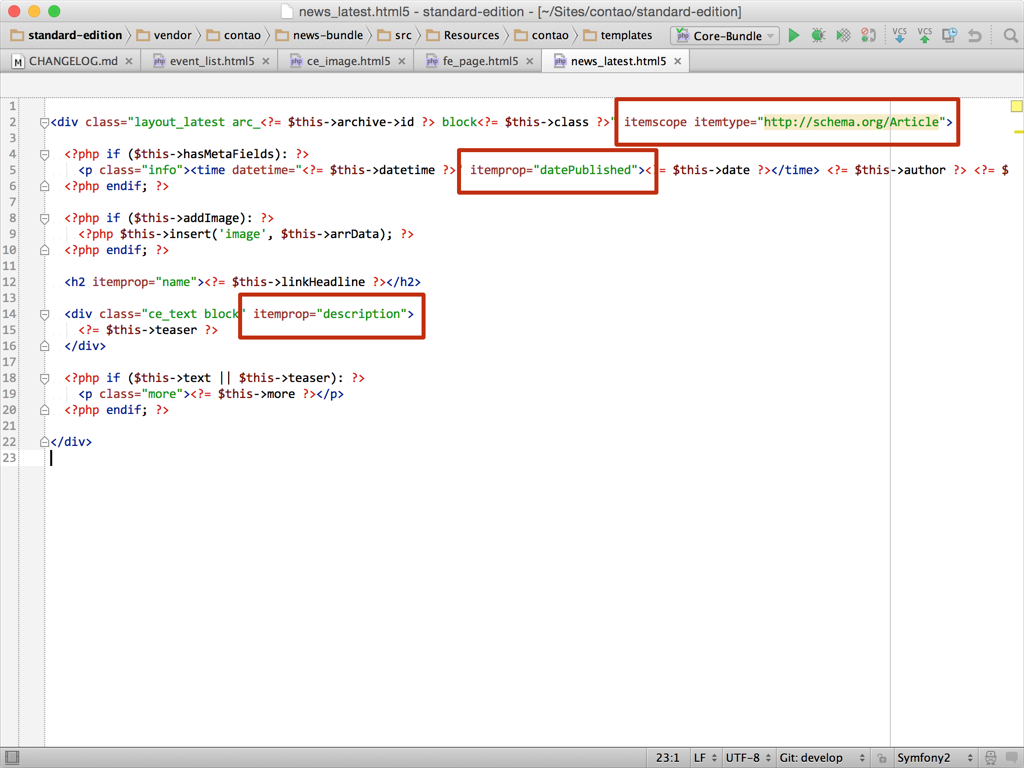 news_latest.html5 - standard-edition - [~/Sites/contao/standard-edition]
standard-edition vendor contao news-bundle src Resources contao templates Core-Bundle VCS VCS
CHANGELOG.md event_list.html5 ce_image.html5 fe_page.html5 news_latest.html5
1
2 <div class="layout_latest arc_<?= $this->archive->id ?> block<?= $this->class ?>" itemscope itemtype="http://schema.org/Article">
3
4 <?php if ($this->hasMetaFields): ?>
5 <p class="info"><time datetime="<?= $this->datetime ?>" itemprop="datePublished"><?= $this->date ?></time> <?= $this->author ?> <?= $
6 <?php endif; ?>
7
8 <?php if ($this->addImage): ?>
9 <?php $this->insert('image', $this->arrData); ?>
10 <?php endif; ?>
11
12 <h2 itemprop="name"><?= $this->linkHeadline ?></h2>
13
14 <div class="ce_text block" itemprop="description">
15 <?= $this->teaser ?>
16 </div>
17
18 <?php if ($this->text || $this->teaser): ?>
19 <p class="more"><?= $this->more ?></p>
20 <?php endif; ?>
21
22 </div>
23
23:1 LF UTF-8 Git: develop Symfony2